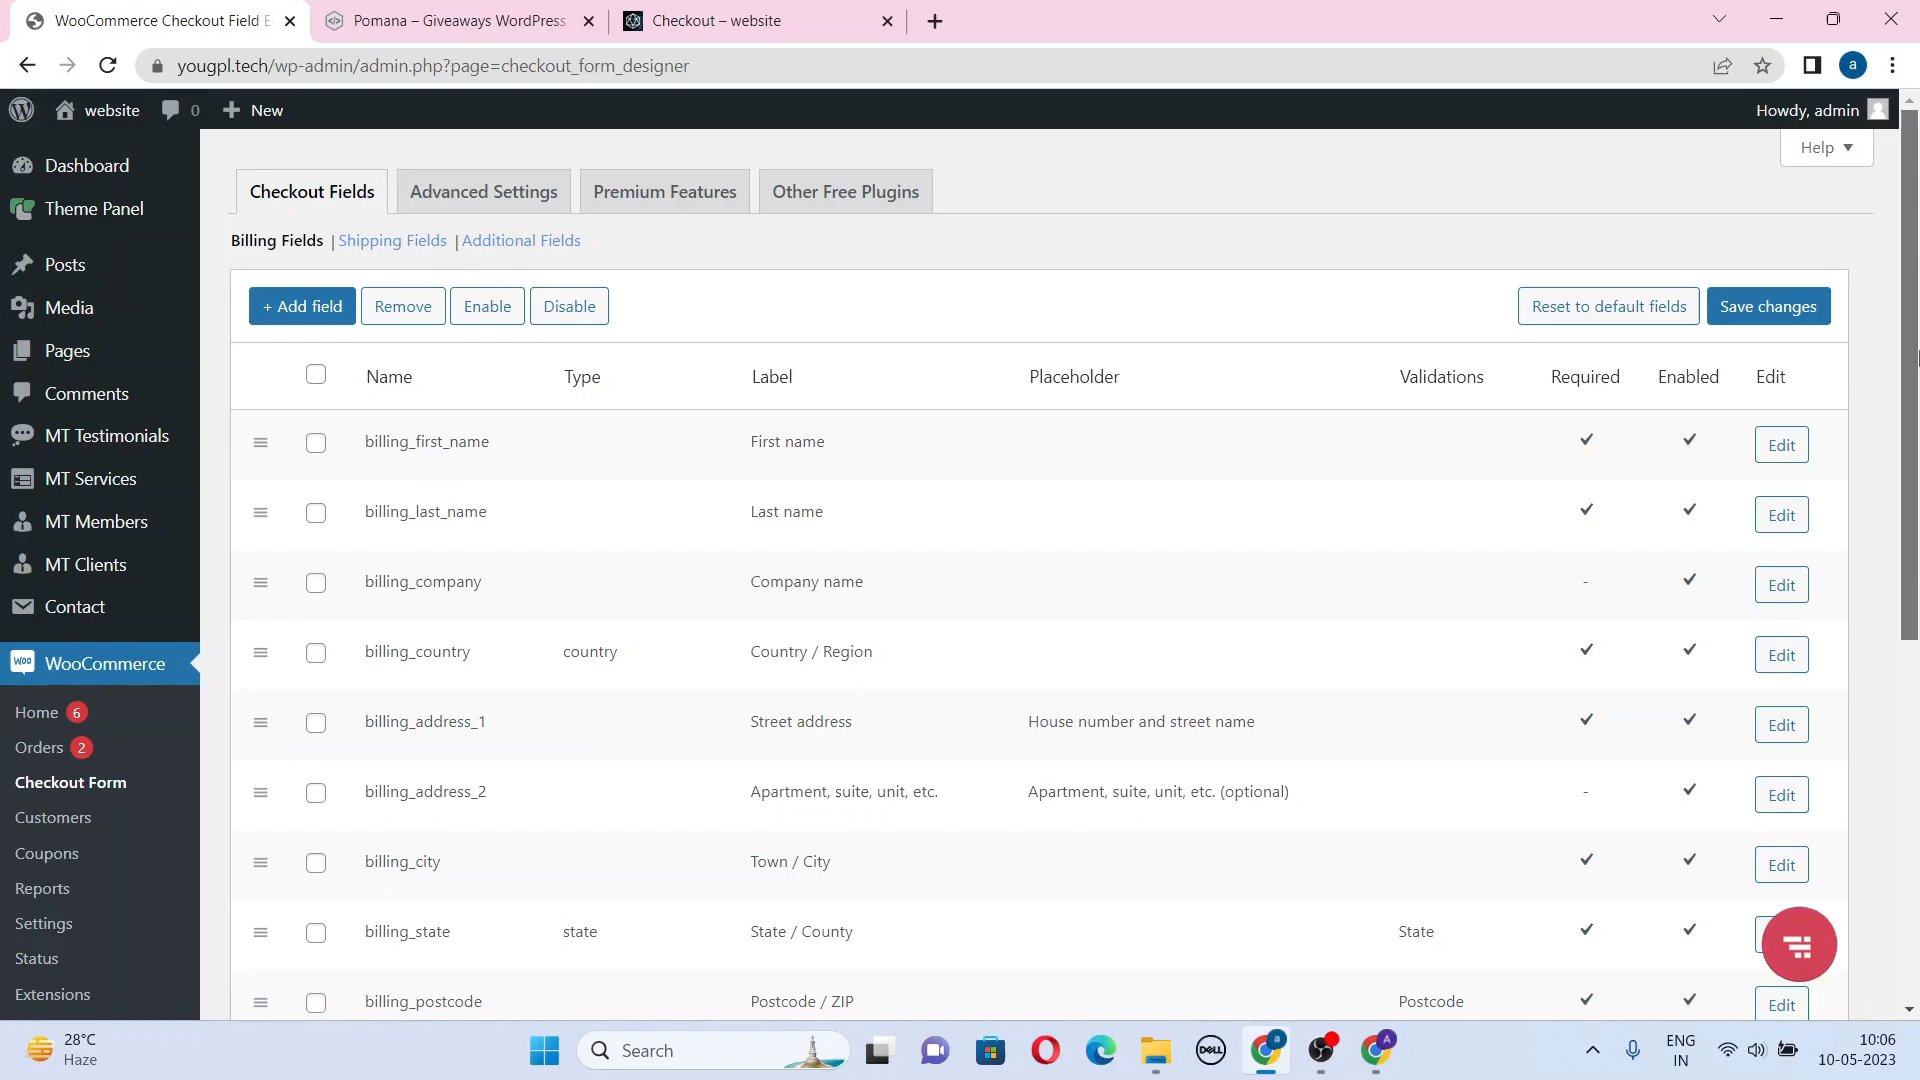 WooCommerce Checkout Field E
Pomana – Giveaways WordPress
Checkout – website
yougpl.tech/wp-admin/admin.php?page=checkout_form_designer
a
website
0
New
Howdy, admin
Help
Dashboard
Theme Panel
Posts
Media
Pages
Comments
MT Testimonials
MT Services
MT Members
MT Clients
Contact
Woo
WooCommerce
Home 6
Orders 2
Checkout Form
Customers
Coupons
Reports
Settings
Status
Extensions
Checkout Fields
Advanced Settings
Premium Features
Other Free Plugins
Billing Fields | Shipping Fields | Additional Fields
+ Add field
Remove
Enable
Disable
Reset to default fields
Save changes
Name Type Label Placeholder Validations Required Enabled Edit
billing_first_name First name Edit
billing_last_name Last name Edit
billing_company Company name - Edit
billing_country country Country / Region Edit
billing_address_1 Street address House number and street name Edit
billing_address_2 Apartment, suite, unit, etc. Apartment, suite, unit, etc. (optional) - Edit
billing_city Town / City Edit
billing_state state State / County State
billing_postcode Postcode / ZIP Postcode Edit
28°C
Haze
Search
DELL
a
A
ENG
IN
10:06
10-05-2023